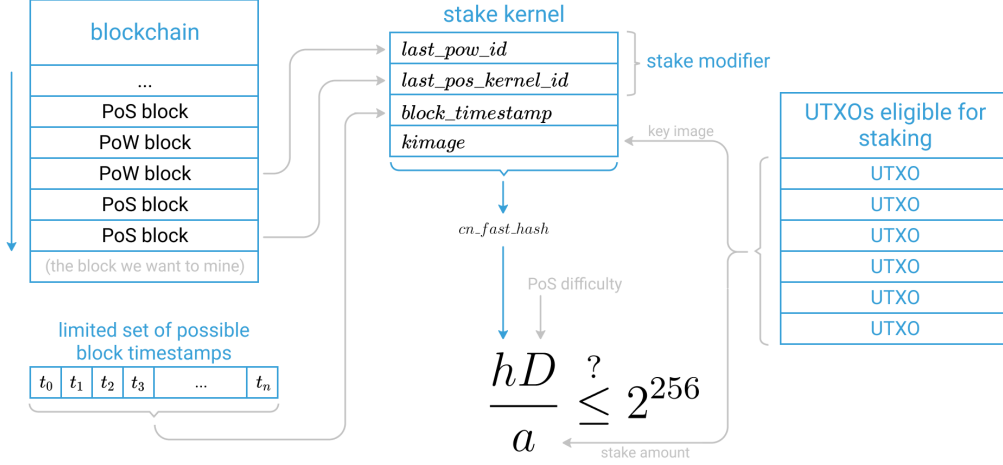 blockchain
...
PoS block
PoW block
PoW block
PoS block
PoS block
(the block we want to mine)
stake kernel
last_pow_id
last_pos_kernel_id
block_timestamp
kimage
stake modifier
key image
UTXOs eligible for
staking
UTXO
UTXO
UTXO
UTXO
UTXO
UTXO
cn_fast_hash
PoS difficulty
limited set of possible
block timestamps
t₀ t₁ t₂ t₃ ... tₙ
hD
a
?
≤ 2²⁵⁶
stake amount